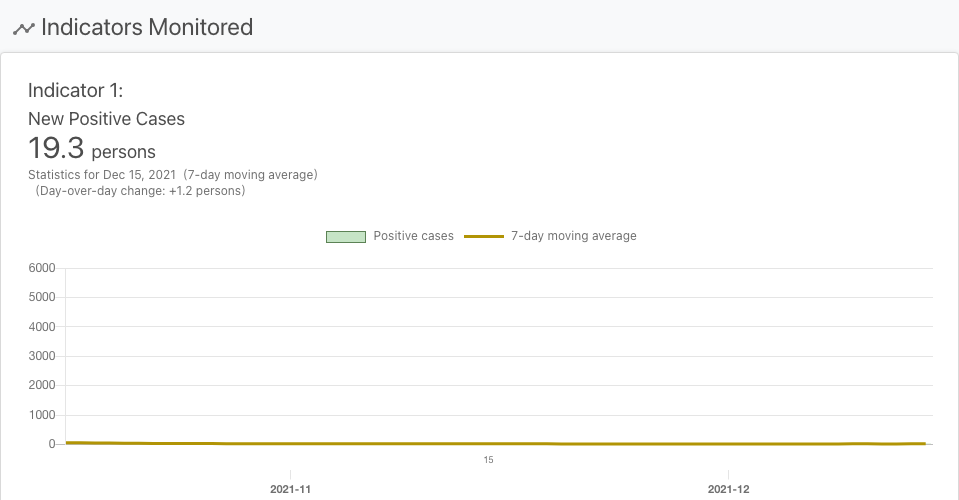 Indicators Monitored
Indicator 1:
New Positive Cases
19.3 persons
Statistics for Dec 15, 2021 (7-day moving average)
(Day-over-day change: +1.2 persons)
Positive cases 7-day moving average
6000
5000
4000
3000
2000
1000
0
15
2021-11 2021-12